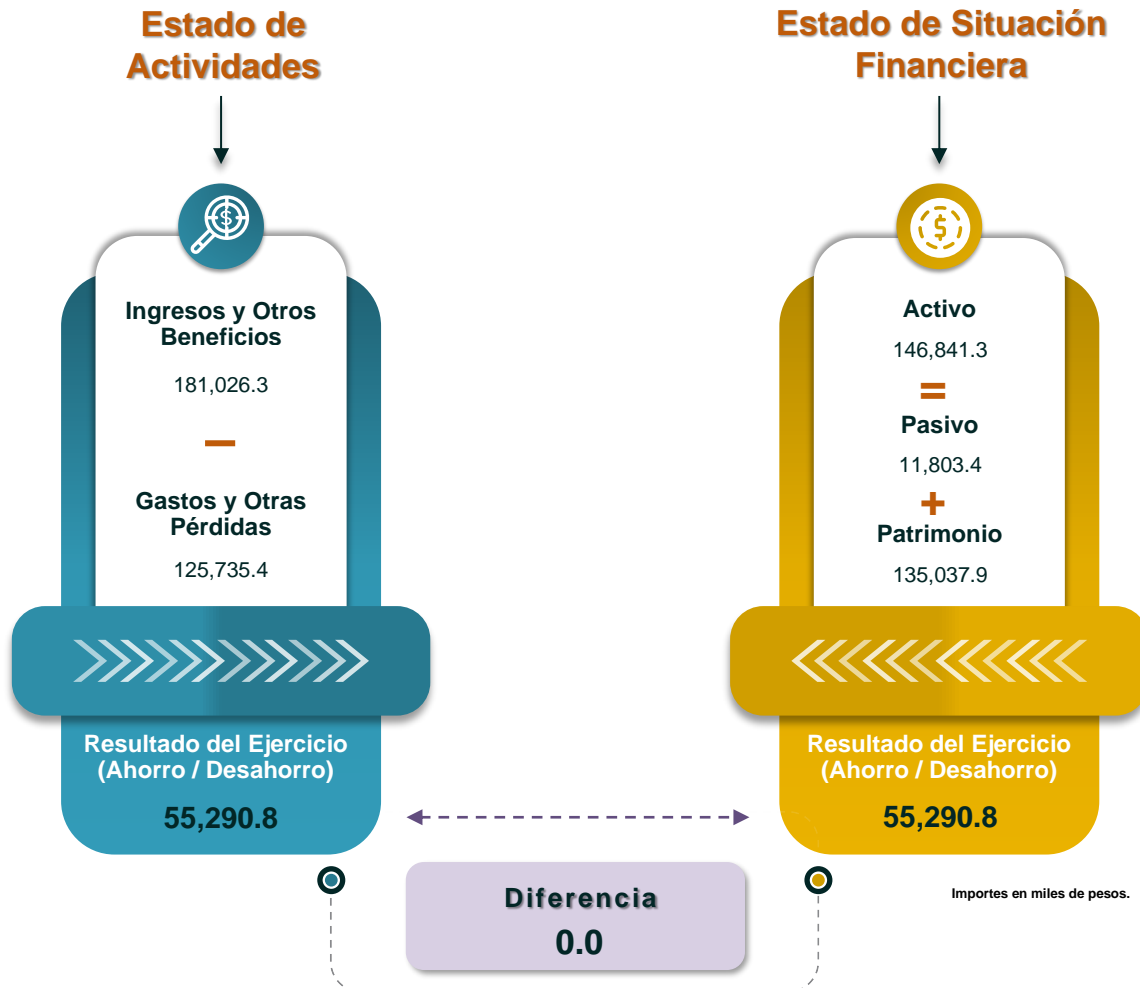 Estado de
Actividades
$
Ingresos y Otros
Beneficios
181,026.3
−
Gastos y Otras
Pérdidas
125,735.4
Resultado del Ejercicio
(Ahorro / Desahorro)
55,290.8
Estado de Situación
Financiera
$
Activo
146,841.3
=
Pasivo
11,803.4
+
Patrimonio
135,037.9
Resultado del Ejercicio
(Ahorro / Desahorro)
55,290.8
Diferencia
0.0
Importes en miles de pesos.